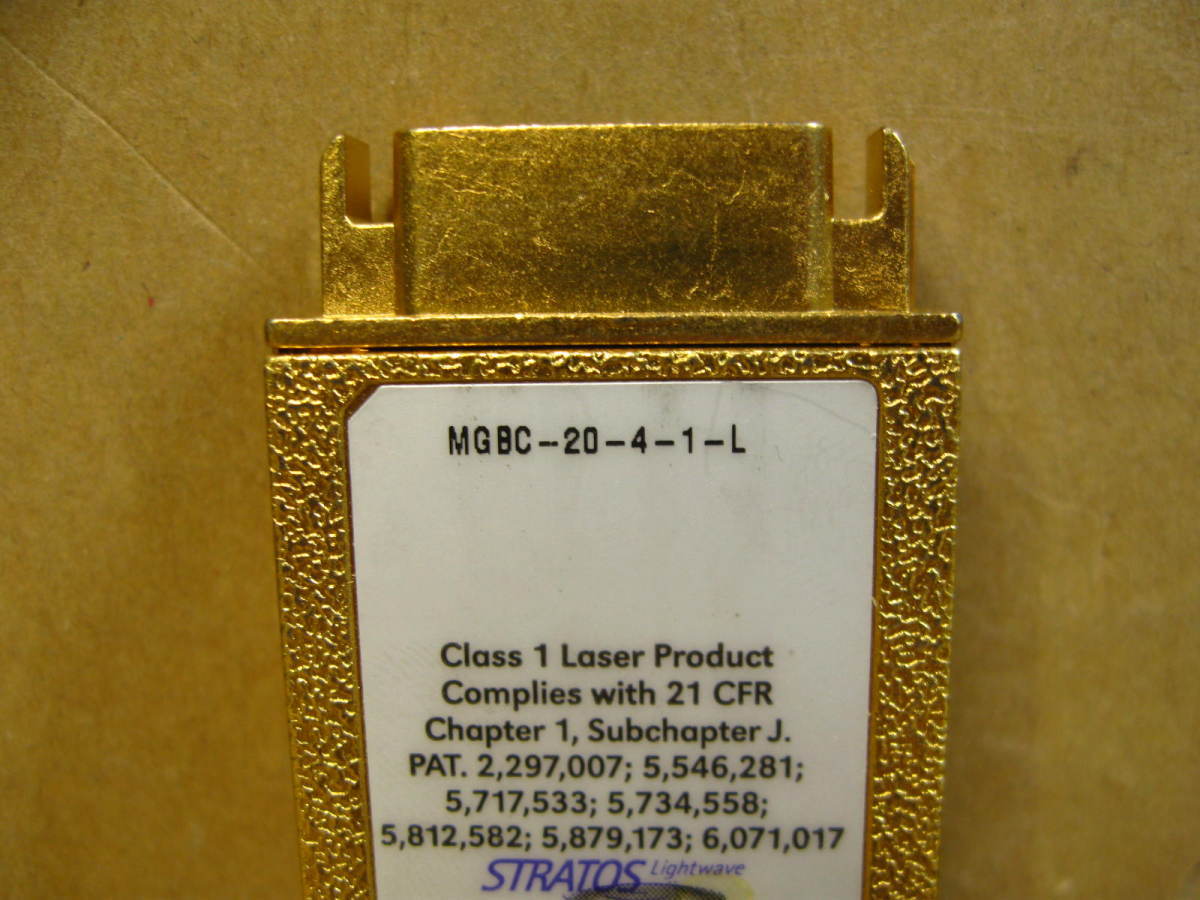 MGBC-20-4-1-L
Class 1 Laser Product
Complies with 21 CFR
Chapter 1, Subchapter J.
PAT. 2,297,007; 5,546,281;
5,717,533; 5,734,558;
5,812,582; 5,879,173; 6,071,017
STRATOS Lightwave